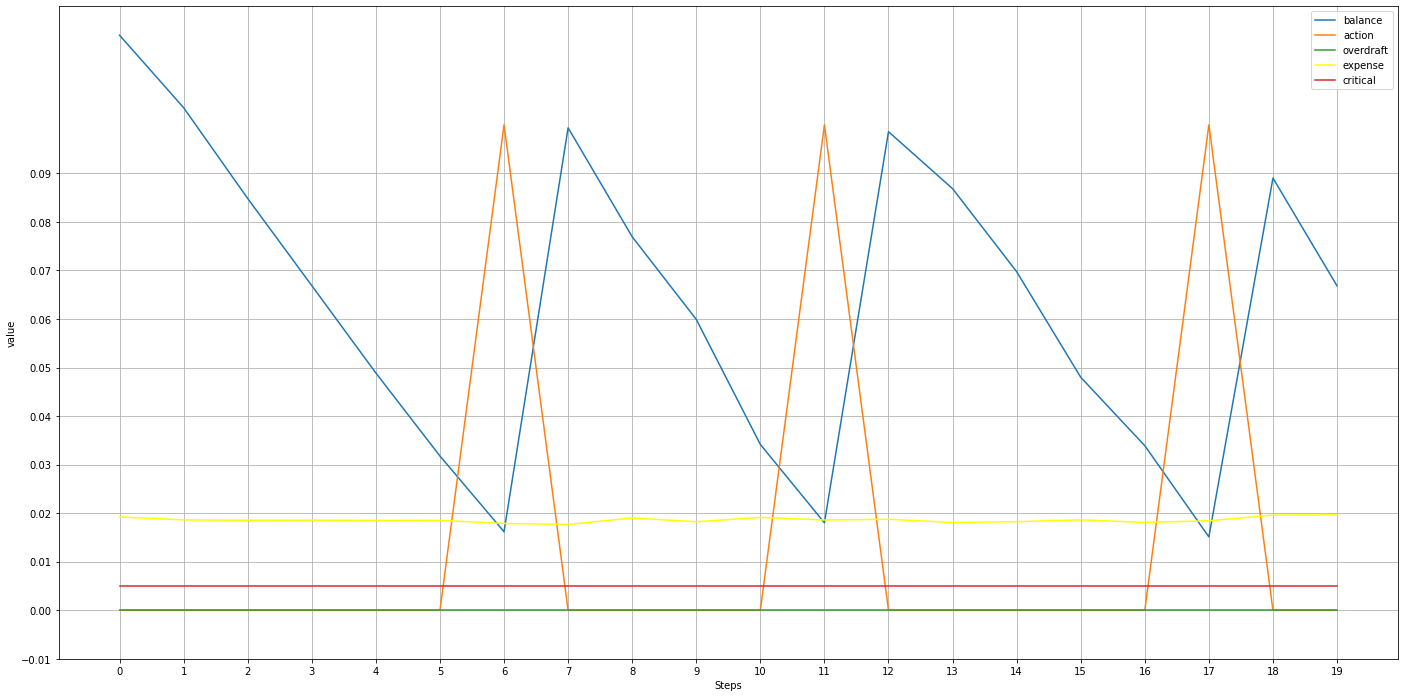 balance
action
overdraft
expense
critical
value
0.09
0.08
0.07
0.06
0.05
0.04
0.03
0.02
0.01
0.00
−0.01
0 1 2 3 4 5 6 7 8 9 10 11 12 13 14 15 16 17 18 19
Steps